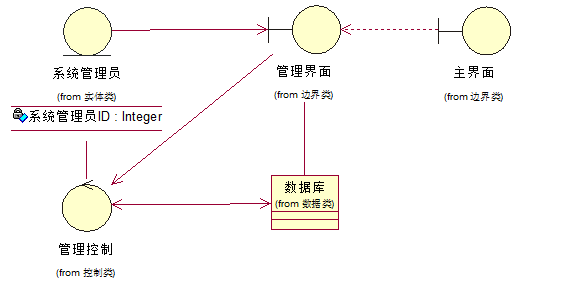 系统管理员
(from 实体类)
系统管理员ID : Integer
管理界面
(from 边界类)
主界面
(from 边界类)
数据库
(from 数据类)
管理控制
(from 控制类)